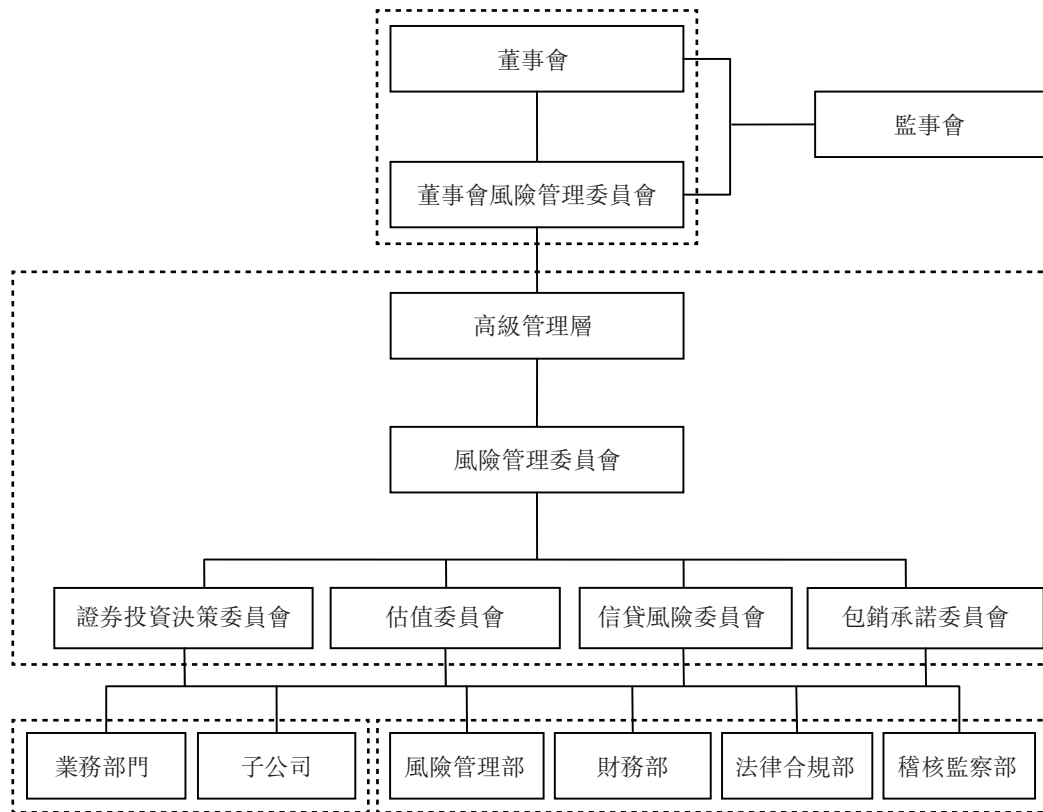 董事會
監事會
董事會風險管理委員會
高級管理層
風險管理委員會
證券投資決策委員會
估值委員會
信貸風險委員會
包銷承諾委員會
業務部門
子公司
風險管理部
財務部
法律合規部
稽核監察部